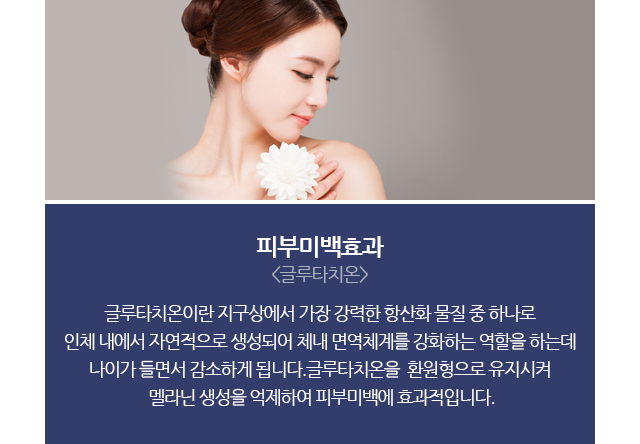 피부미백효과
<글루타치온>
글루타치온이란 지구상에서 가장 강력한 항산화 물질 중 하나로
인체 내에서 자연적으로 생성되어 체내 면역체계를 강화하는 역할을 하는데
나이가 들면서 감소하게 됩니다.글루타치온을 환원형으로 유지시켜
멜라닌 생성을 억제하여 피부미백에 효과적입니다.